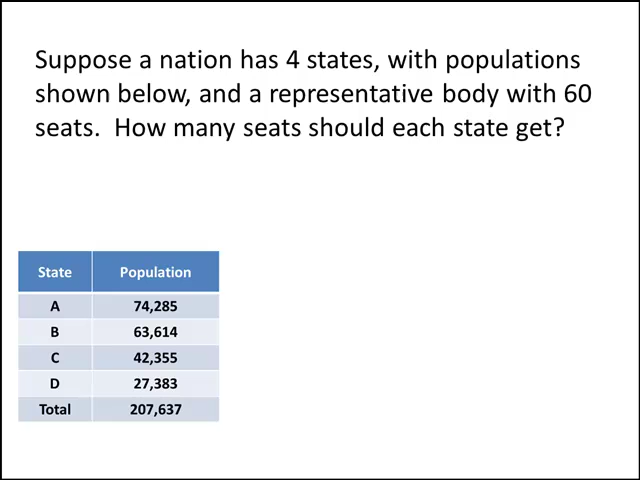 Suppose a nation has 4 states, with populations
shown below, and a representative body with 60
seats.  How many seats should each state get?
State Population
A 74,285
B 63,614
C 42,355
D 27,383
Total 207,637